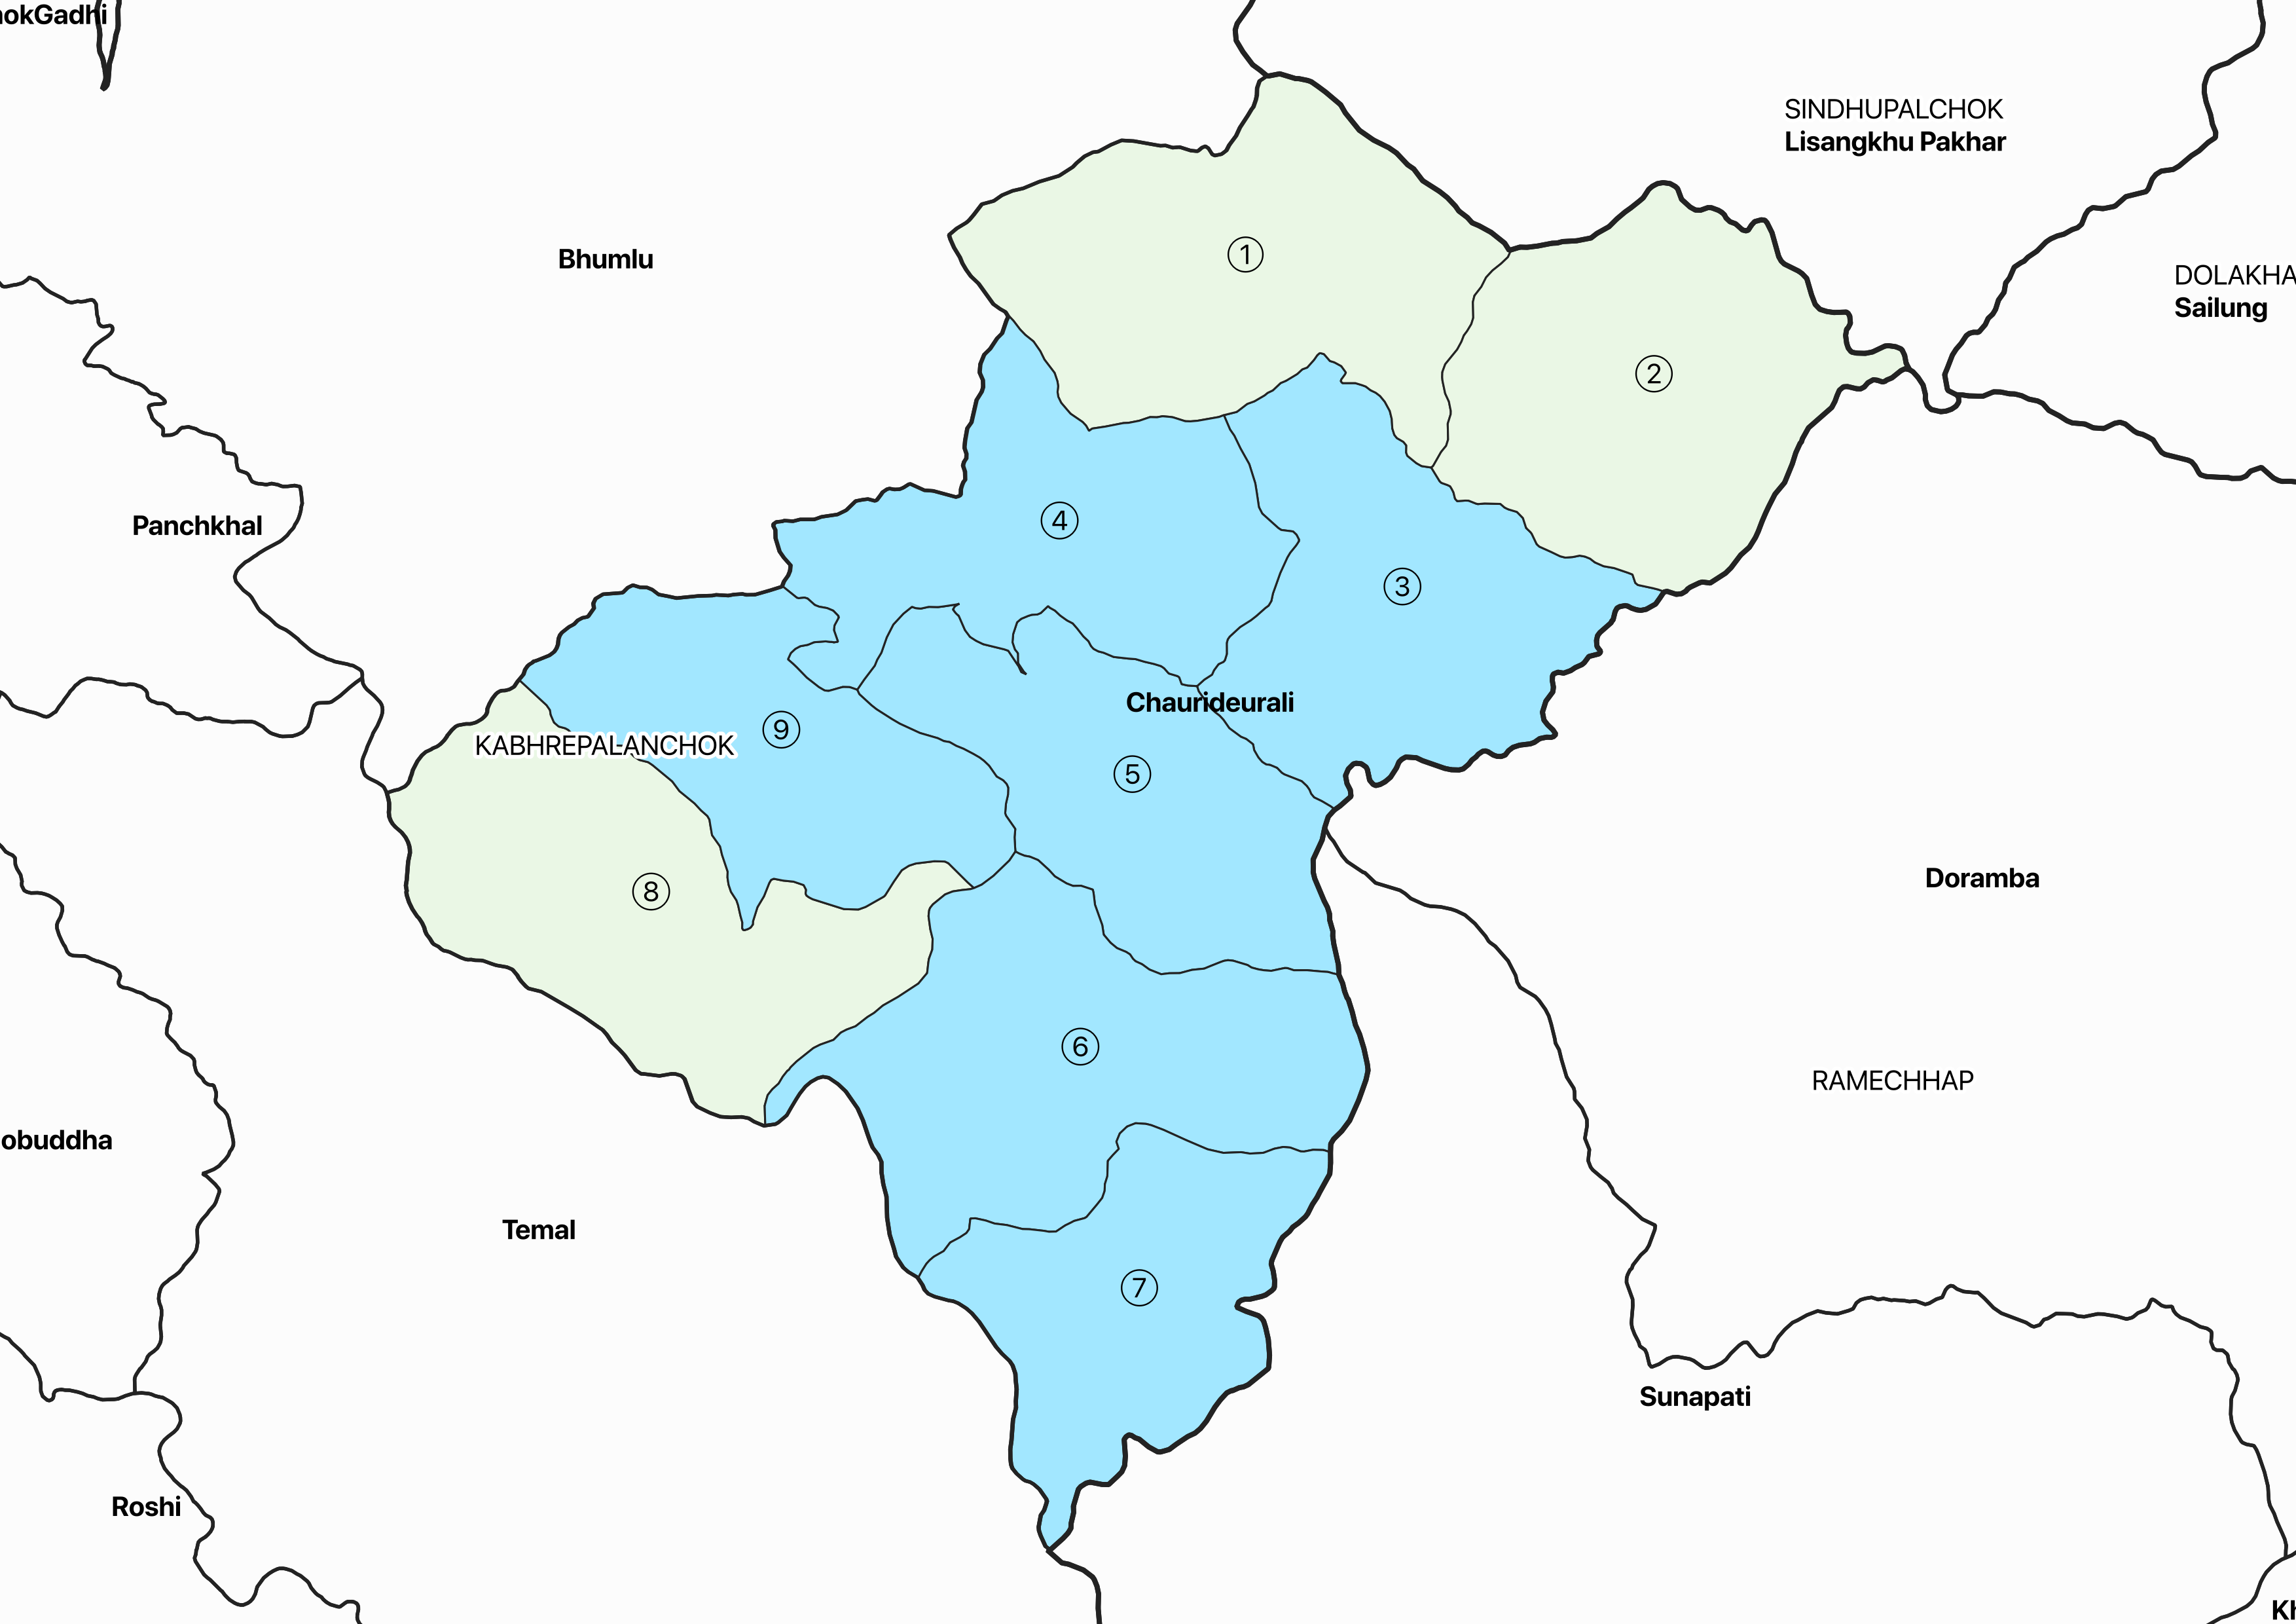 okGadhi
SINDHUPALCHOK
Lisangkhu Pakhar
①
Bhumlu
DOLAKHA
Sailung
②
Panchkhal
④
③
Chaurideurali
⑨
KABHREPALANCHOK
⑤
Doramba
⑧
⑥
RAMECHHAP
obuddha
Temal
⑦
Sunapati
Roshi